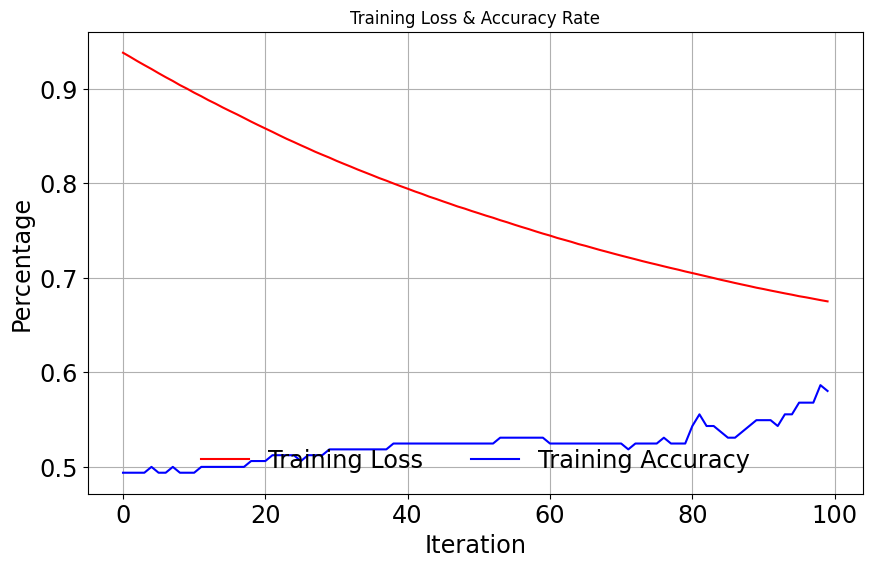 Training Loss & Accuracy Rate
0.9
0.8
0.7
0.6
0.5
Percentage
Training Loss Training Accuracy
0 20 40 60 80 100
Iteration